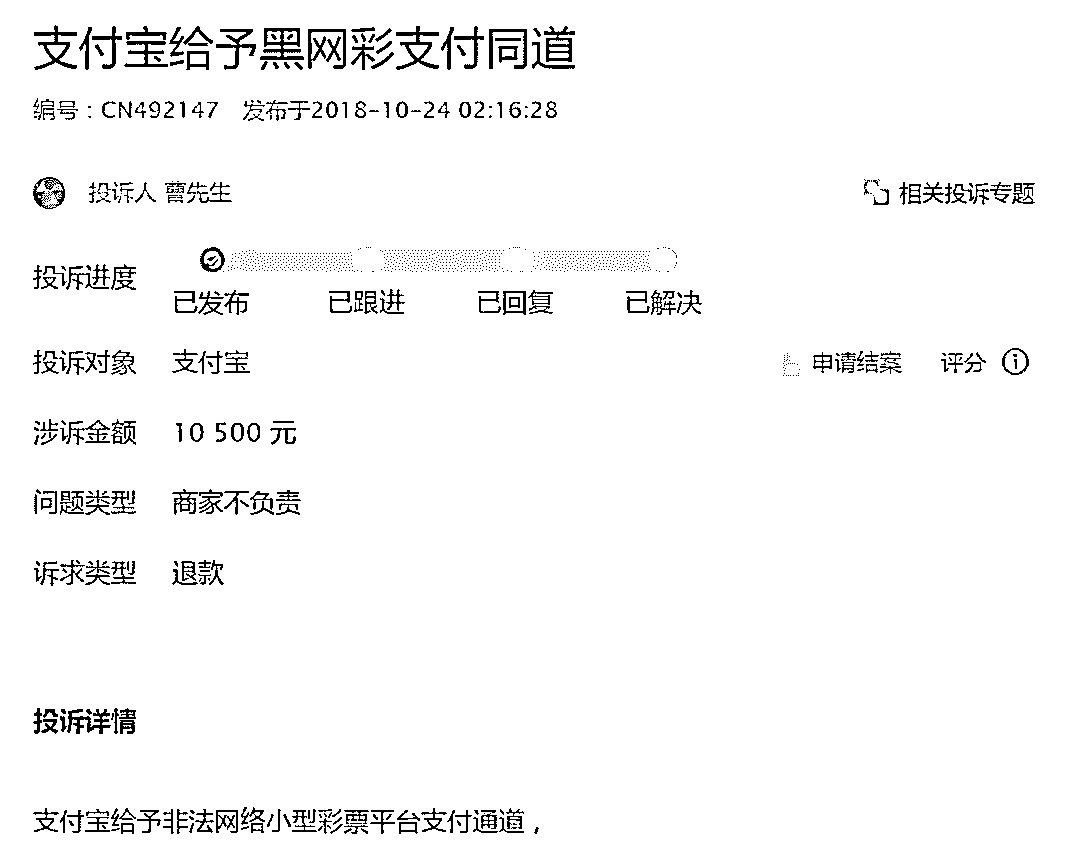 支付宝给予黑网彩支付同道
编号：CN492147 发布于2018-10-24 02:16:28
投诉人 曹先生 相关投诉专题
投诉进度
已发布 已跟进 已回复 已解决
投诉对象 支付宝 申请结案 评分
涉诉金额 10 500 元
问题类型 商家不负责
诉求类型 退款
投诉详情
支付宝给予非法网络小型彩票平台支付通道，